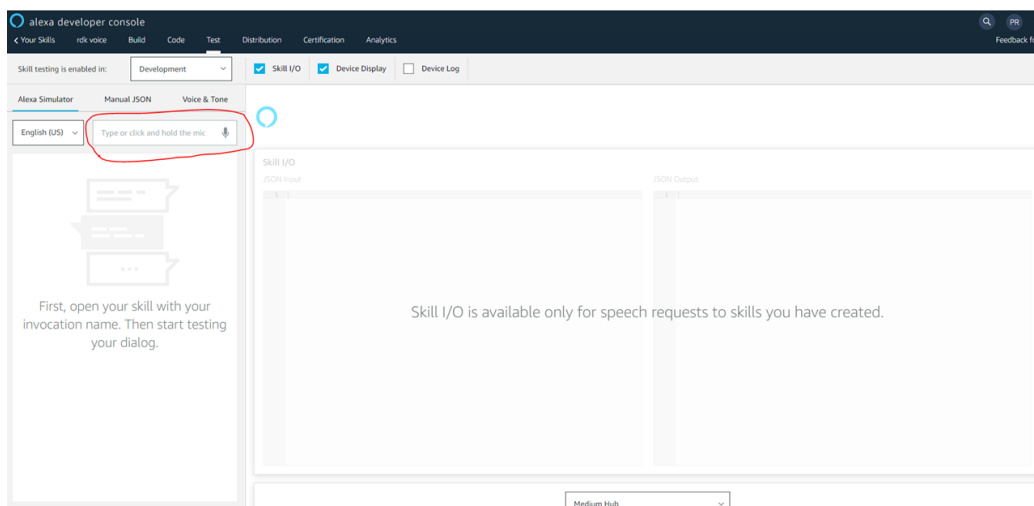 alexa developer console
PR
< Your Skills rdk voice Build Code Test Distribution Certification Analytics
Feedback fo
Skill testing is enabled in: Development Skill I/O Device Display Device Log
Alexa Simulator Manual JSON Voice & Tone
English (US) Type or click and hold the mic
Skill I/O
JSON Input JSON Output
First, open your skill with your
invocation name. Then start testing
your dialog.
Skill I/O is available only for speech requests to skills you have created.
Medium Hub